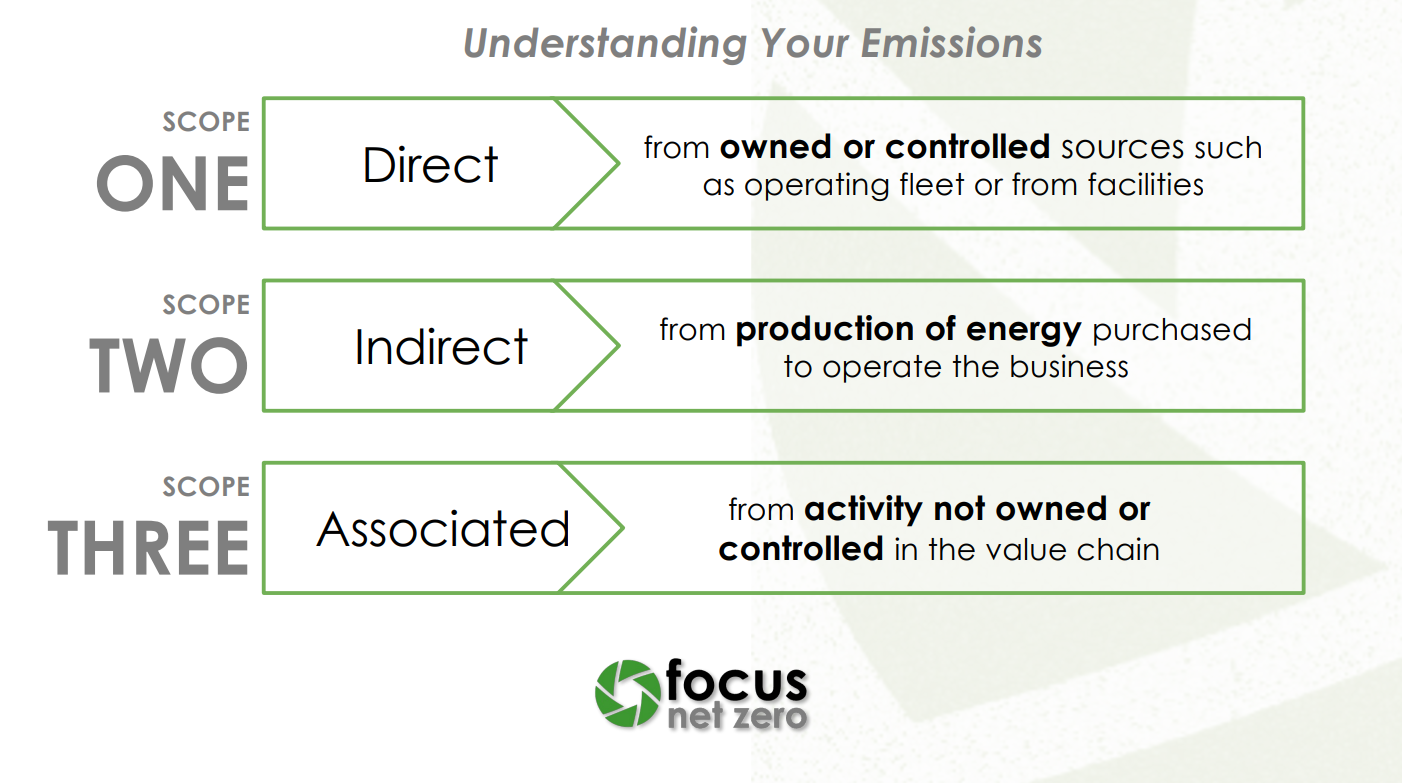 Understanding Your Emissions
SCOPE
ONE
Direct
from owned or controlled sources such
as operating fleet or from facilities
SCOPE
TWO
Indirect
from production of energy purchased
to operate the business
SCOPE
THREE
Associated
from activity not owned or
controlled in the value chain
focus
net zero